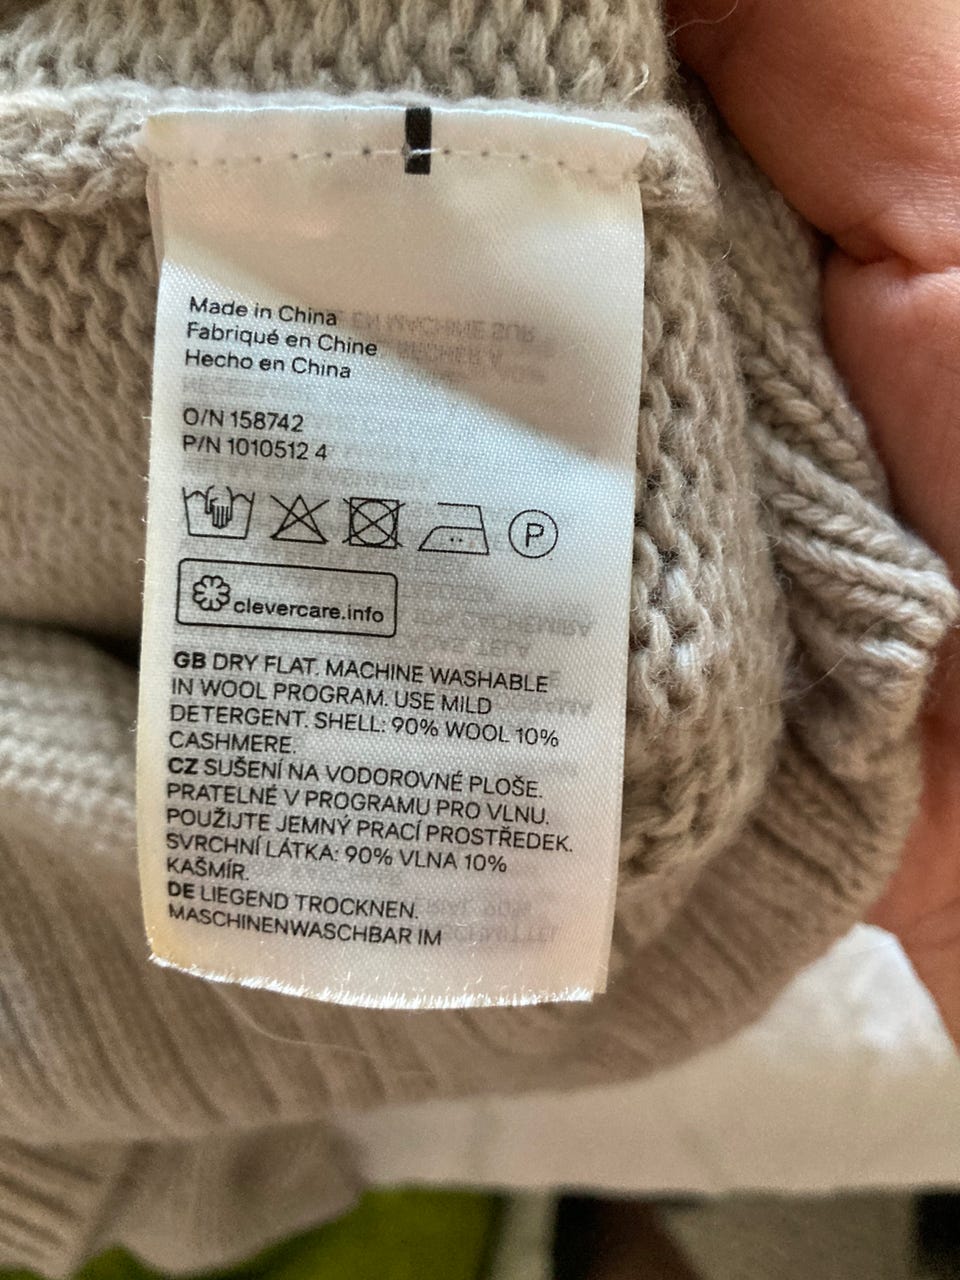 Made in China
Fabriqué en Chine
Hecho en China
O/N 158742
P/N 1010512 4
P
clevercare.info
GB DRY FLAT. MACHINE WASHABLE
IN WOOL PROGRAM. USE MILD
DETERGENT. SHELL: 90% WOOL 10%
CASHMERE.
CZ SUŠENÍ NA VODOROVNÉ PLOŠE.
PRATELNÉ V PROGRAMU PRO VLNU.
POUŽIJTE JEMNÝ PRACÍ PROSTŘEDEK.
SVRCHNÍ LÁTKA: 90% VLNA 10%
KAŠMÍR.
DE LIEGEND TROCKNEN.
MASCHINENWASCHBAR IM